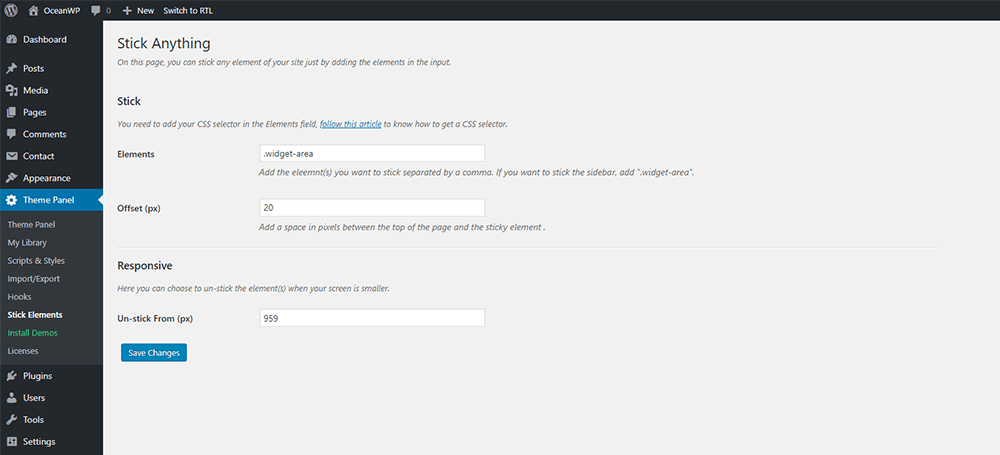 OceanWP 0 New Switch to RTL
Dashboard
Posts
Media
Pages
Comments
Contact
Appearance
Theme Panel
Theme Panel
My Library
Scripts & Styles
Import/Export
Hooks
Stick Elements
Install Demos
Licenses
Plugins
Users
Tools
Settings
Stick Anything
On this page, you can stick any element of your site just by adding the elements in the input.
Stick
You need to add your CSS selector in the Elements field, follow this article to know how to get a CSS selector.
Elements .widget-area
Add the eleemnt(s) you want to stick separated by a comma. If you want to stick the sidebar, add ".widget-area".
Offset (px) 20
Add a space in pixels between the top of the page and the sticky element .
Responsive
Here you can choose to un-stick the element(s) when your screen is smaller.
Un-stick From (px) 959
Save Changes